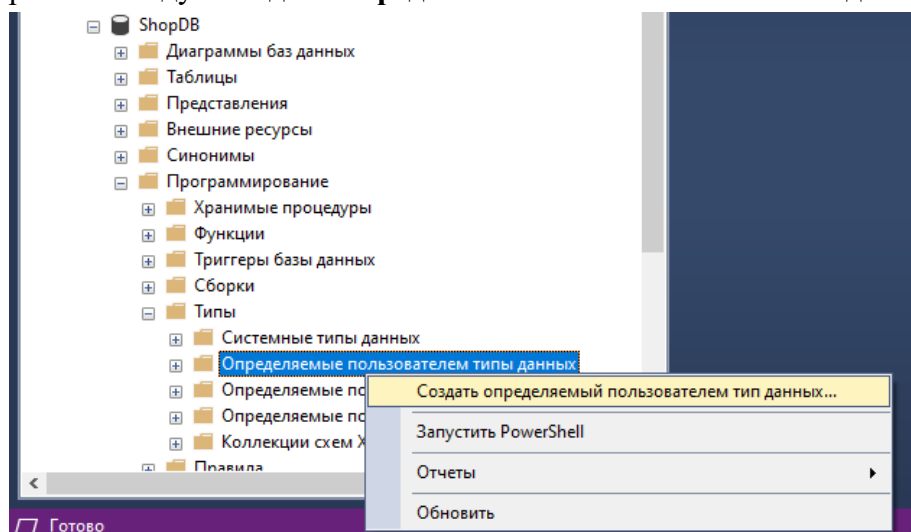 ShopDB
Диаграммы баз данных
Таблицы
Представления
Внешние ресурсы
Синонимы
Программирование
Хранимые процедуры
Функции
Триггеры базы данных
Сборки
Типы
Системные типы данных
Определяемые пользователем типы данных
Определяемые по
Создать определяемый пользователем тип данных...
Определяемые по
Запустить PowerShell
Коллекции схем X
Правила
Отчеты
Обновить
Готово